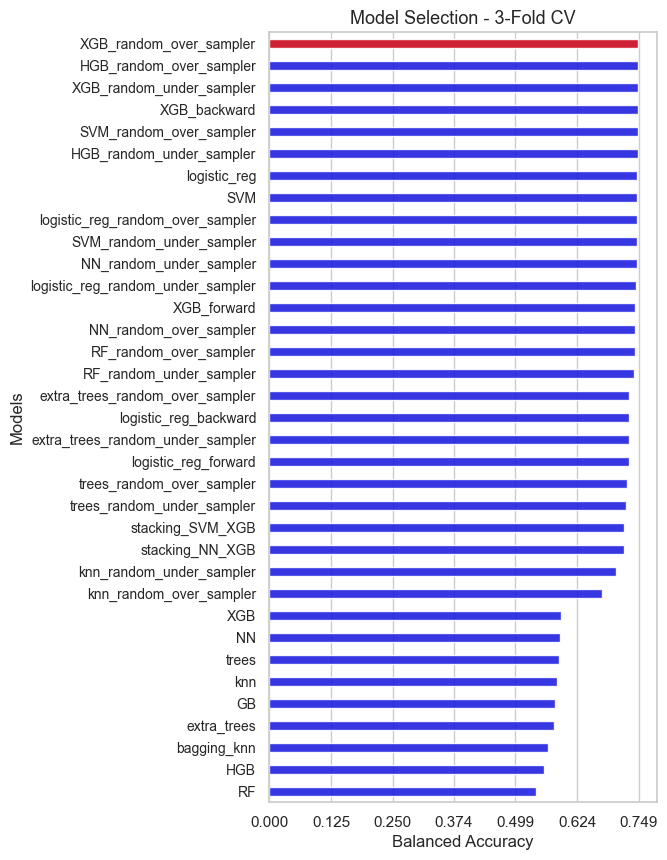 Model Selection - 3-Fold CV
XGB_random_over_sampler
HGB_random_over_sampler
XGB_random_under_sampler
XGB_backward
SVM_random_over_sampler
HGB_random_under_sampler
logistic_reg
SVM
logistic_reg_random_over_sampler
SVM_random_under_sampler
NN_random_under_sampler
logistic_reg_random_under_sampler
XGB_forward
NN_random_over_sampler
RF_random_over_sampler
RF_random_under_sampler
extra_trees_random_over_sampler
logistic_reg_backward
extra_trees_random_under_sampler
logistic_reg_forward
trees_random_over_sampler
trees_random_under_sampler
stacking_SVM_XGB
stacking_NN_XGB
knn_random_under_sampler
knn_random_over_sampler
XGB
NN
trees
knn
GB
extra_trees
bagging_knn
HGB
RF
Models
0.000 0.125 0.250 0.374 0.499 0.624 0.749
Balanced Accuracy